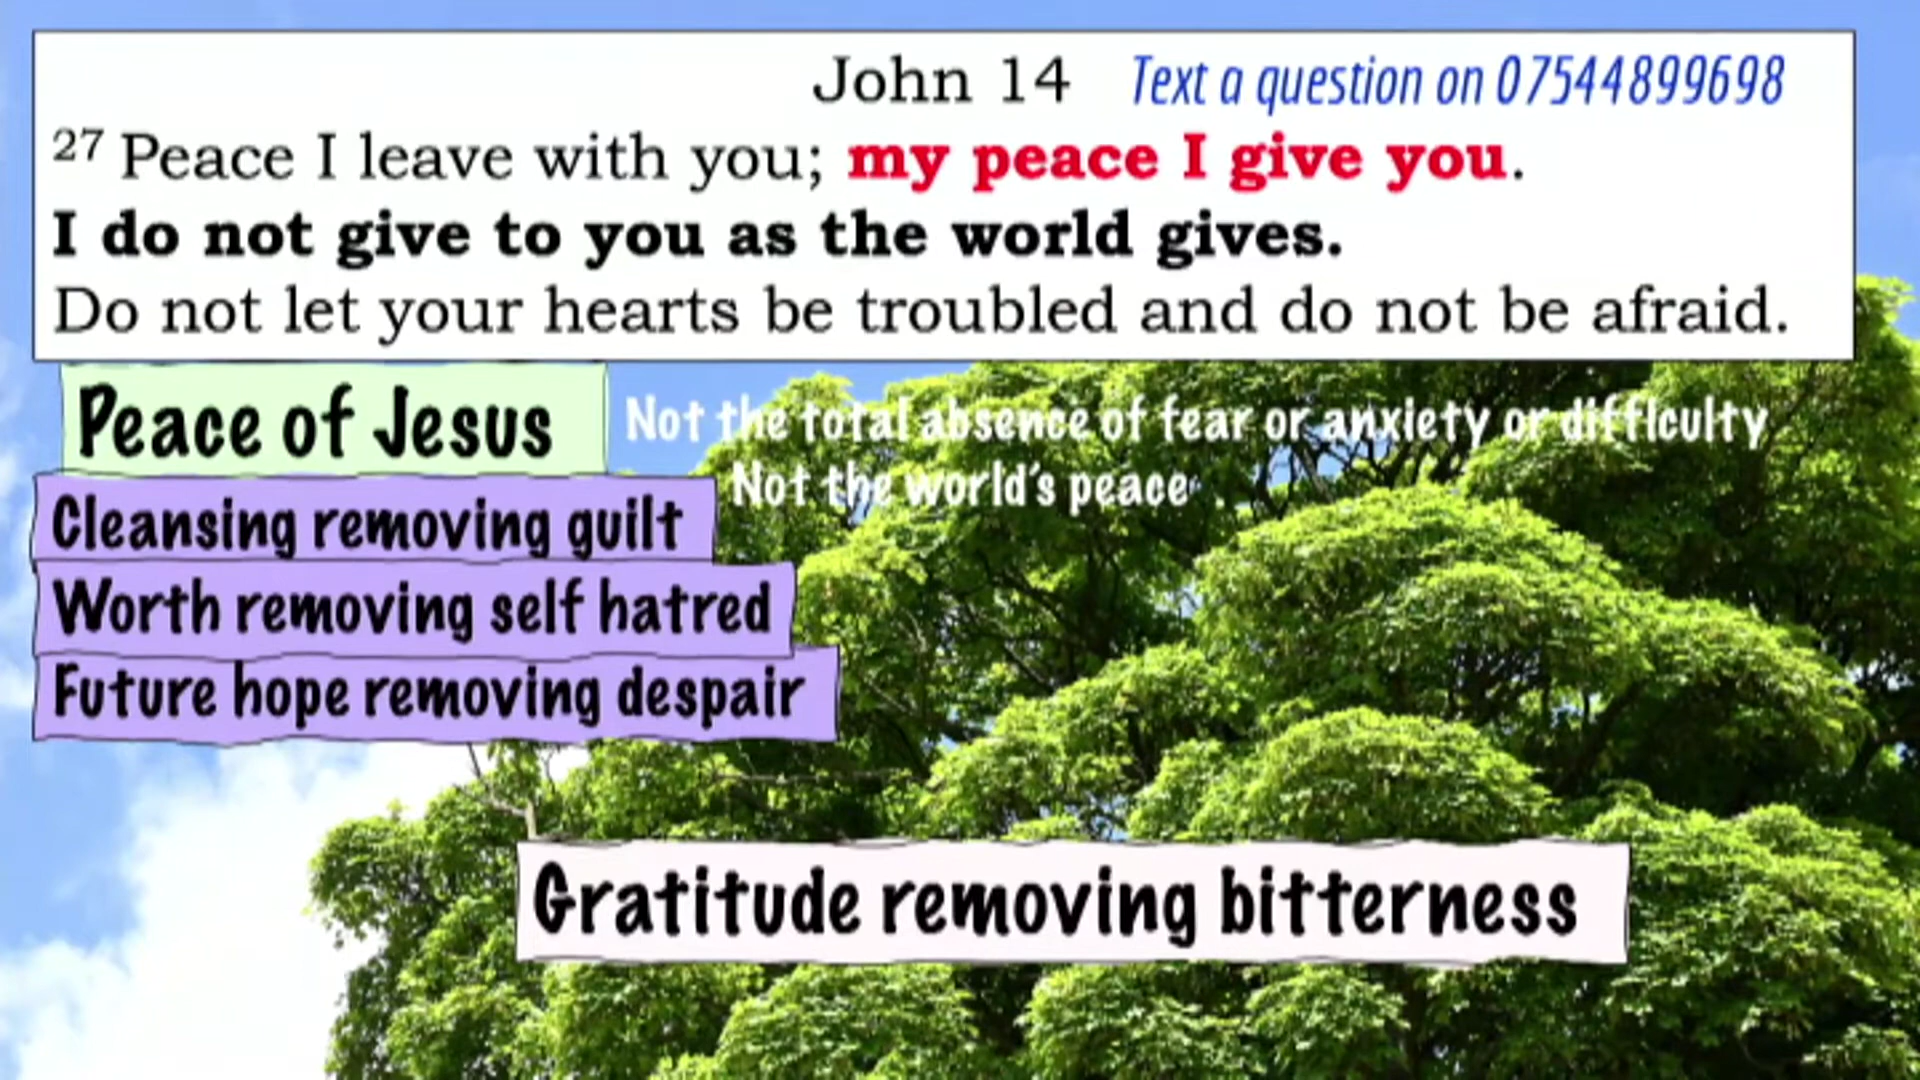 John 14 Text a question on 07544899698
27 Peace I leave with you; my peace I give you.
I do not give to you as the world gives.
Do not let your hearts be troubled and do not be afraid.
Peace of Jesus
Not the total absence of fear or anxiety or difficulty
Not the world's peace
Cleansing removing guilt
Worth removing self hatred
Future hope removing despair
Gratitude removing bitterness